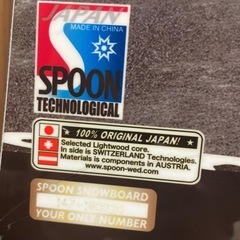 JAPAN
MADE IN CHINA
SPOON
TECHNOLOGICAL
★ 100% ORIGINAL JAPAN! ★
Selected Lightwood core.
In side is SWITZERLAND Technologies.
Materials is components in AUSTRIA.
www.spoon-wed.com
SPOON SNOWBOARD
YOUR ONLY NUMBER